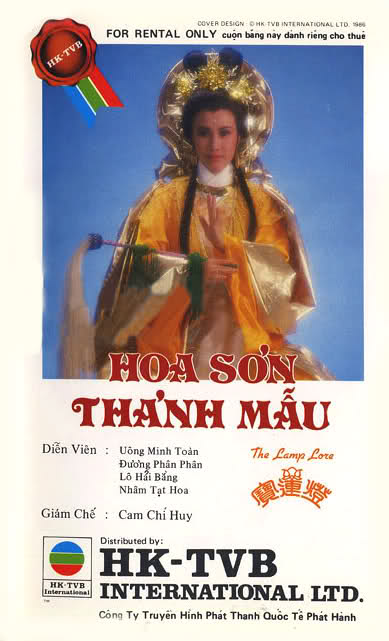 COVER DESIGN © HK-TVB INTERNATIONAL LTD. 1986
FOR RENTAL ONLY cuộn băng này dành riêng cho thuê
HK-TVB
HOA SƠN
THÁNH MẪU
Diễn Viên : Uông Minh Toàn
Đương Phân Phân
Lô Hải Bằng
Nhâm Tạt Hoa
Giám Chế : Cam Chí Huy
The Lamp Lore
寶蓮燈
Distributed by:
HK-TVB
International
HK-TVB
INTERNATIONAL LTD.
Công Ty Truyền Hình Phát Thanh Quốc Tế Phát Hành